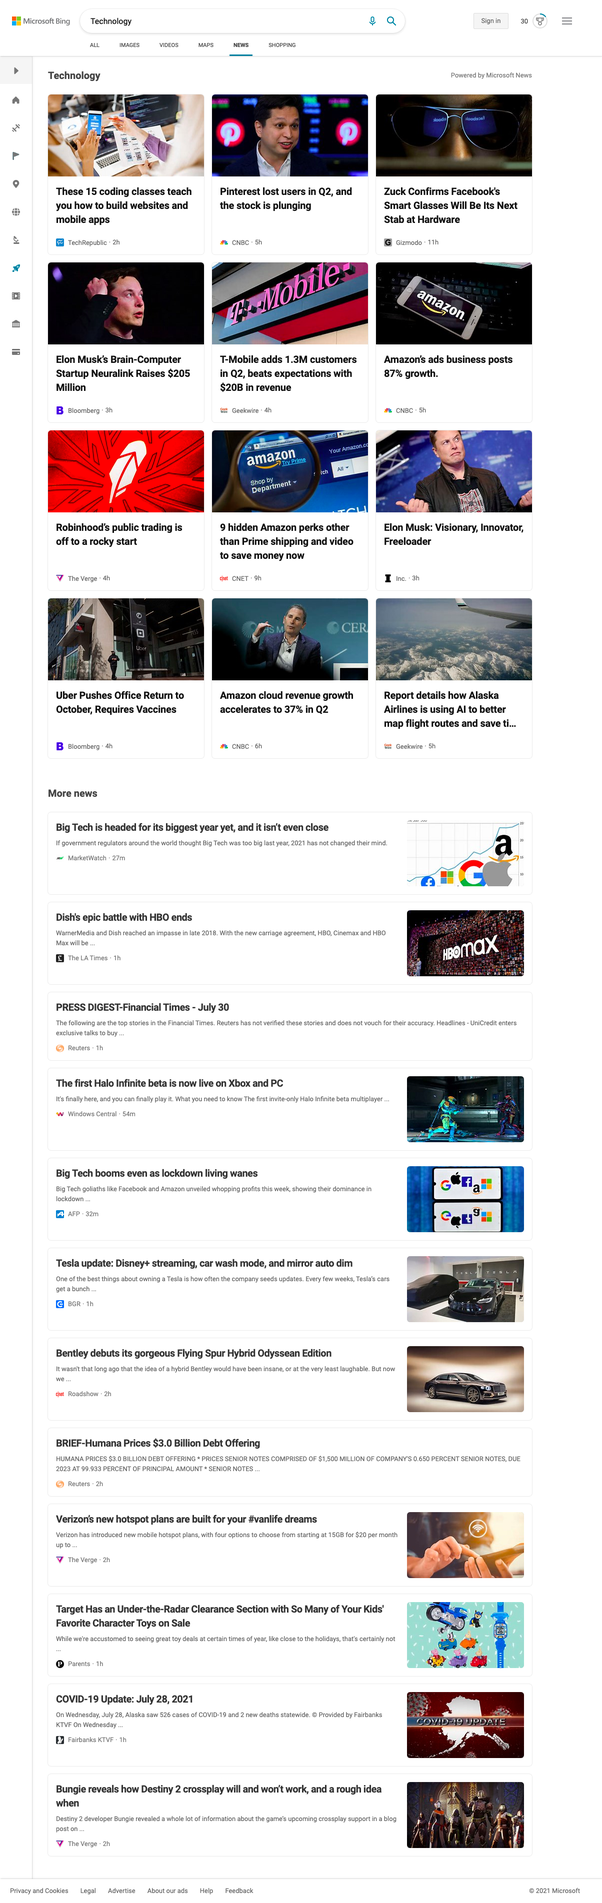 Microsoft Bing
Technology
Sign in
30
ALL
IMAGES
VIDEOS
MAPS
NEWS
SHOPPING
Technology
Powered by Microsoft News
These 15 coding classes teach
you how to build websites and
mobile apps
TechRepublic · 2h
Pinterest lost users in Q2, and
the stock is plunging
CNBC · 5h
Zuck Confirms Facebook's
Smart Glasses Will Be Its Next
Stab at Hardware
Gizmodo · 11h
T-Mobile
amazon
Elon Musk's Brain-Computer
Startup Neuralink Raises $205
Million
Bloomberg · 3h
T-Mobile adds 1.3M customers
in Q2, beats expectations with
$20B in revenue
Geekwire · 4h
Amazon's ads business posts
87% growth.
CNBC · 5h
amazon
Try Prime
Shop by
Department
Your Amazon.co
All
Robinhood's public trading is
off to a rocky start
The Verge · 4h
9 hidden Amazon perks other
than Prime shipping and video
to save money now
CNET · 9h
Elon Musk: Visionary, Innovator,
Freeloader
Inc. · 3h
CER
Uber Pushes Office Return to
October, Requires Vaccines
Bloomberg · 4h
Amazon cloud revenue growth
accelerates to 37% in Q2
CNBC · 6h
Report details how Alaska
Airlines is using AI to better
map flight routes and save ti...
Geekwire · 5h
More news
Big Tech is headed for its biggest year yet, and it isn't even close
If government regulators around the world thought Big Tech was too big last year, 2021 has not changed their mind.
MarketWatch · 27m
Dish's epic battle with HBO ends
WarnerMedia and Dish reached an impasse in late 2018. With the new carriage agreement, HBO, Cinemax and HBO
Max will be ...
The LA Times · 1h
HBOmax
PRESS DIGEST-Financial Times - July 30
The following are the top stories in the Financial Times. Reuters has not verified these stories and does not vouch for their accuracy. Headlines - UniCredit enters
exclusive talks to buy ...
Reuters · 1h
The first Halo Infinite beta is now live on Xbox and PC
It's finally here, and you can finally play it. What you need to know The first invite-only Halo Infinite beta multiplayer ...
Windows Central · 54m
Big Tech booms even as lockdown living wanes
Big Tech goliaths like Facebook and Amazon unveiled whopping profits this week, showing their dominance in
lockdown ...
AFP · 32m
Tesla update: Disney+ streaming, car wash mode, and mirror auto dim
One of the best things about owning a Tesla is how often the company seeds updates. Every few weeks, Tesla's cars
get a bunch ...
BGR · 1h
Bentley debuts its gorgeous Flying Spur Hybrid Odyssean Edition
It wasn't that long ago that the idea of a hybrid Bentley would have been insane, or at the very least laughable. But now
we ...
Roadshow · 2h
BRIEF-Humana Prices $3.0 Billion Debt Offering
HUMANA PRICES $3.0 BILLION DEBT OFFERING * PRICES SENIOR NOTES COMPRISED OF $1,500 MILLION OF COMPANY'S 0.650 PERCENT SENIOR NOTES, DUE
2023 AT 99.933 PERCENT OF PRINCIPAL AMOUNT * SENIOR NOTES ...
Reuters · 2h
Verizon's new hotspot plans are built for your #vanlife dreams
Verizon has introduced new mobile hotspot plans, with four options to choose from starting at 15GB for $20 per month
up to ...
The Verge · 2h
Target Has an Under-the-Radar Clearance Section with So Many of Your Kids'
Favorite Character Toys on Sale
While we're accustomed to seeing great toy deals at certain times of year, like close to the holidays, that's certainly not
...
Parents · 1h
COVID-19 Update: July 28, 2021
On Wednesday, July 28, Alaska saw 526 cases of COVID-19 and 2 new deaths statewide. © Provided by Fairbanks
KTVF On Wednesday ...
Fairbanks KTVF · 1h
COVID-19 UPDATE
Bungie reveals how Destiny 2 crossplay will and won't work, and a rough idea
when
Destiny 2 developer Bungie revealed a whole lot of information about the game's upcoming crossplay support in a blog
post on ...
The Verge · 2h
Privacy and Cookies
Legal
Advertise
About our ads
Help
Feedback
© 2021 Microsoft